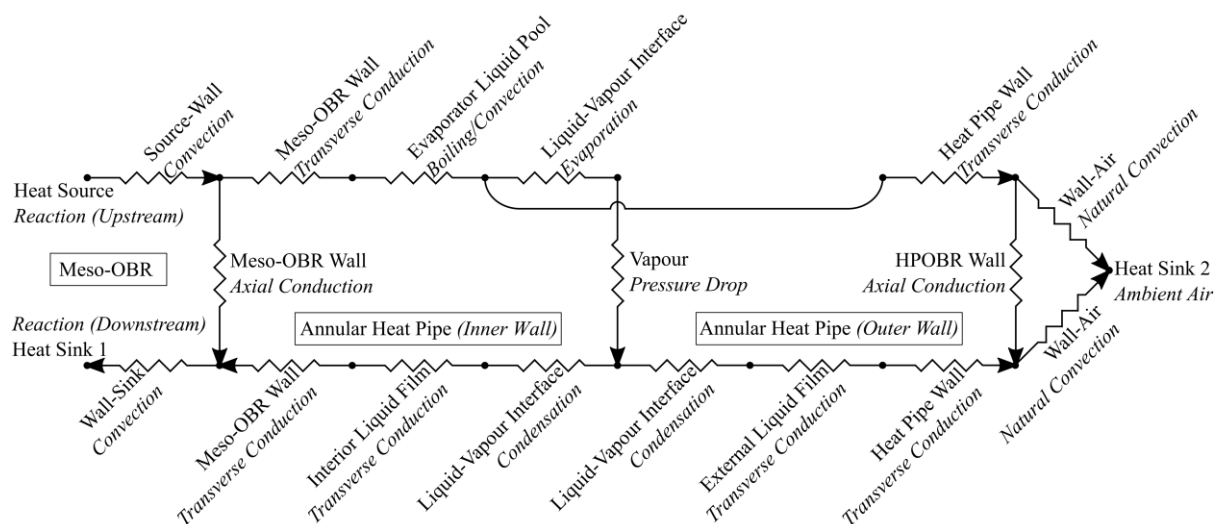 Source-Wall
Convection
Meso-OBR Wall
Transverse Conduction
Evaporator Liquid Pool
Boiling/Convection
Liquid-Vapour Interface
Evaporation
Heat Pipe Wall
Transverse Conduction
Wall-Air
Natural Convection
Heat Source
Reaction (Upstream)
Meso-OBR
Meso-OBR Wall
Axial Conduction
Vapour
Pressure Drop
HPOBR Wall
Axial Conduction
Heat Sink 2
Ambient Air
Reaction (Downstream)
Heat Sink 1
Annular Heat Pipe (Inner Wall)
Annular Heat Pipe (Outer Wall)
Wall-Air
Natural Convection
Wall-Sink
Convection
Meso-OBR Wall
Transverse Conduction
Interior Liquid Film
Transverse Conduction
Liquid-Vapour Interface
Condensation
Liquid-Vapour Interface
Condensation
External Liquid Film
Transverse Conduction
Heat Pipe Wall
Transverse Conduction